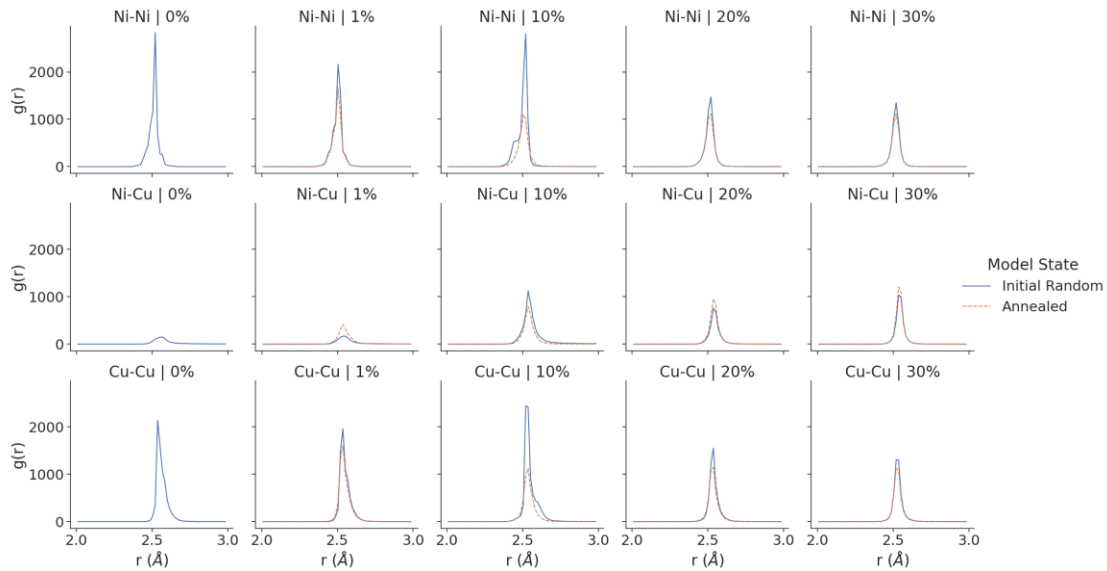 Ni-Ni | 0% Ni-Ni | 1% Ni-Ni | 10% Ni-Ni | 20% Ni-Ni | 30%
2000
g(r)
1000
0
Ni-Cu | 0% Ni-Cu | 1% Ni-Cu | 10% Ni-Cu | 20% Ni-Cu | 30%
2000
g(r)
1000
0
Model State
Initial Random
Annealed
Cu-Cu | 0% Cu-Cu | 1% Cu-Cu | 10% Cu-Cu | 20% Cu-Cu | 30%
2000
g(r)
1000
0
2.0 2.5 3.0 2.0 2.5 3.0 2.0 2.5 3.0 2.0 2.5 3.0 2.0 2.5 3.0
r (Å) r (Å) r (Å) r (Å) r (Å)